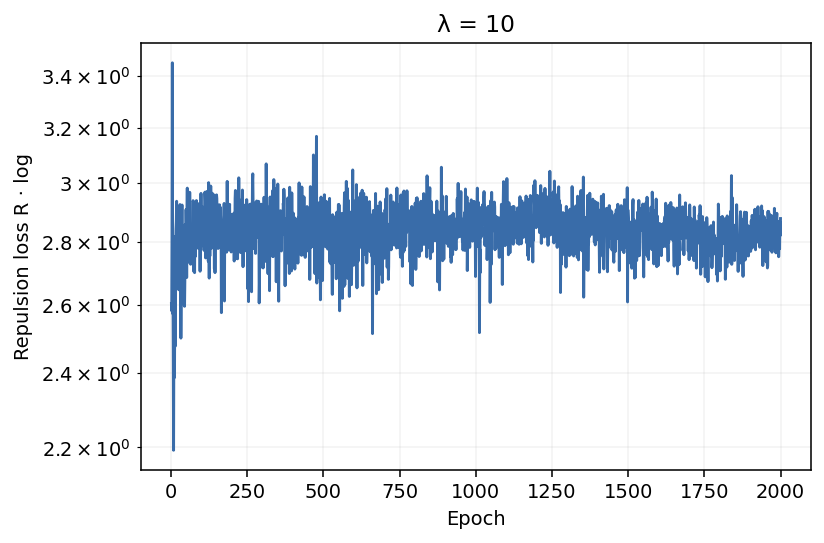 λ = 10
Repulsion loss R · log
3.4 × 10⁰
3.2 × 10⁰
3 × 10⁰
2.8 × 10⁰
2.6 × 10⁰
2.4 × 10⁰
2.2 × 10⁰
0 250 500 750 1000 1250 1500 1750 2000
Epoch